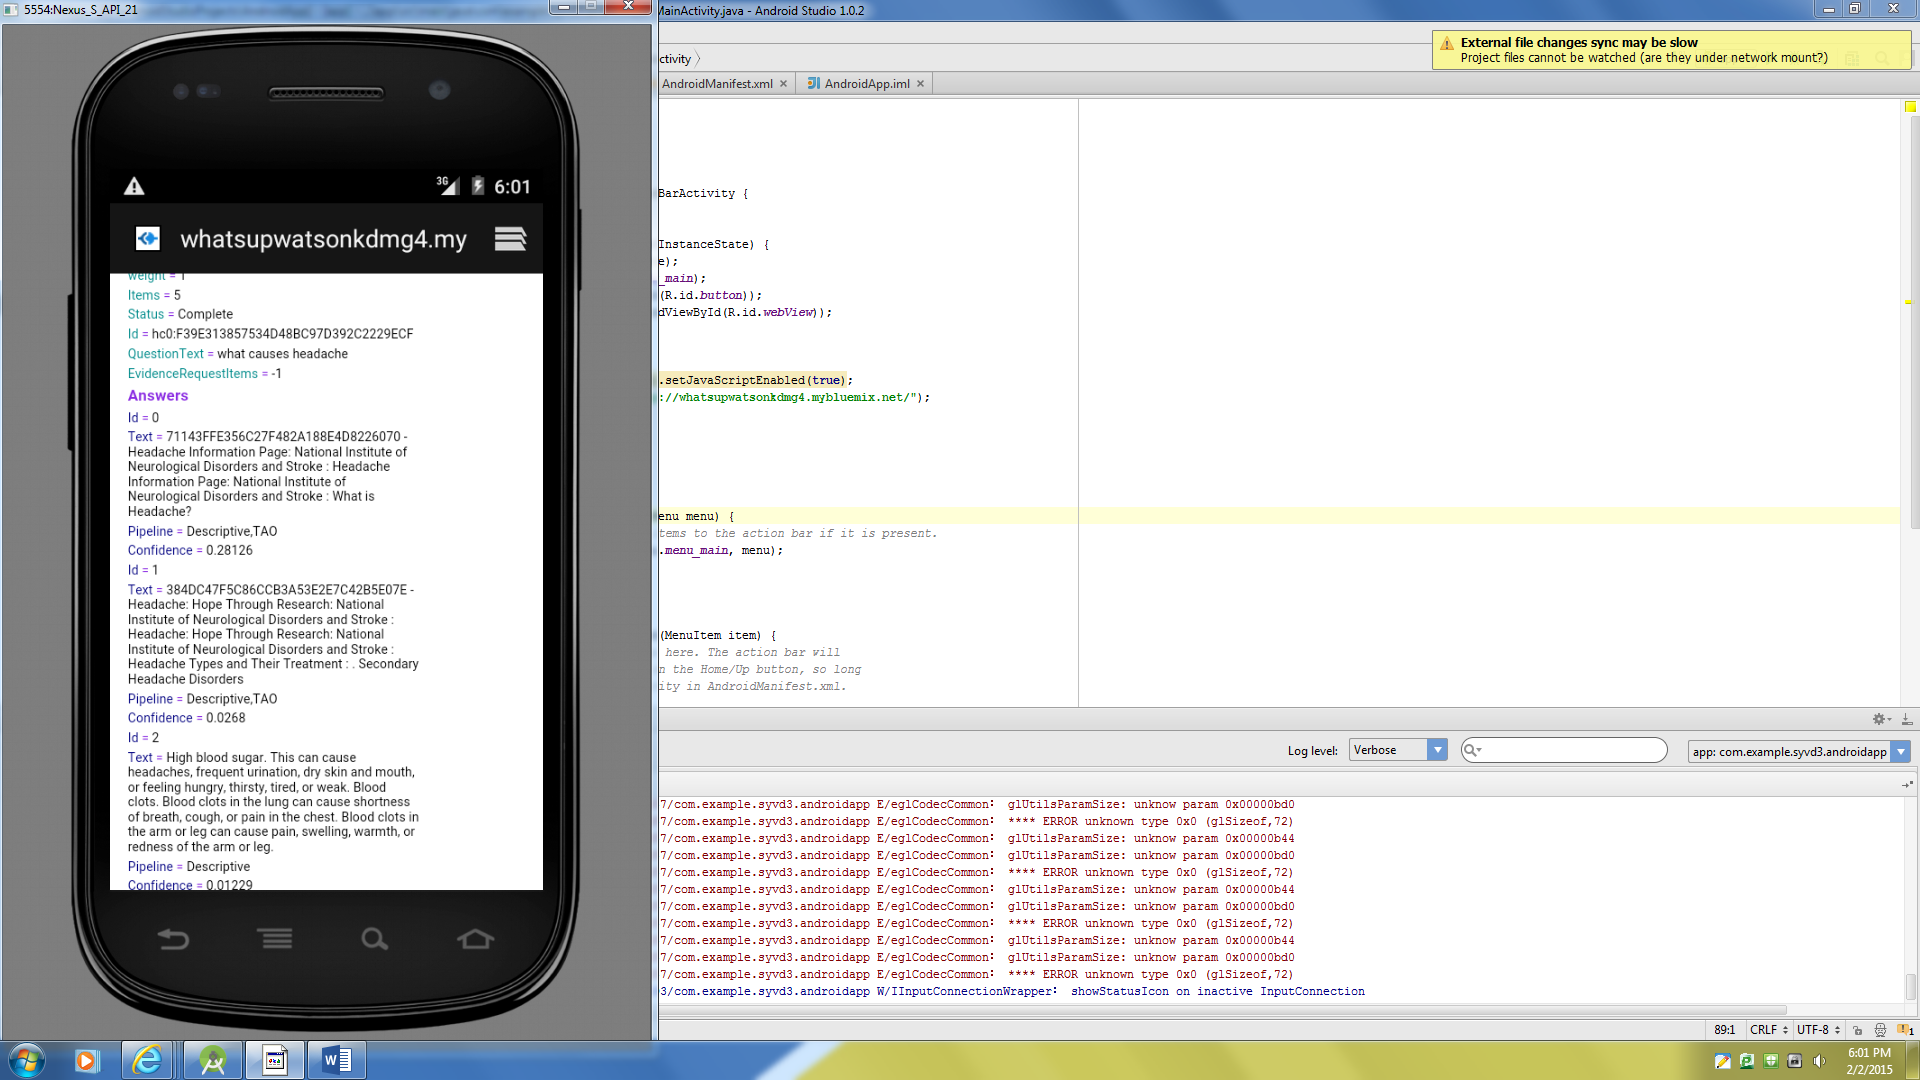 5554:Nexus_S_API_21
MainActivity.java - Android Studio 1.0.2
ctivity
External file changes sync may be slow
Project files cannot be watched (are they under network mount?)
AndroidManifest.xml
AndroidApp.iml
3G 6:01
whatsupwatsonkdmg4.my
weight = 1
Items = 5
Status = Complete
Id = hc0:F39E313857534D48BC97D392C2229ECF
QuestionText = what causes headache
EvidenceRequestItems = -1
Answers
Id = 0
Text = 71143FFE356C27F482A188E4D8226070 -
Headache Information Page: National Institute of
Neurological Disorders and Stroke : Headache
Information Page: National Institute of
Neurological Disorders and Stroke : What is
Headache?
Pipeline = Descriptive,TAO
Confidence = 0.28126
Id = 1
Text = 384DC47F5C86CCB3A53E2E7C42B5E07E -
Headache: Hope Through Research: National
Institute of Neurological Disorders and Stroke :
Headache: Hope Through Research: National
Institute of Neurological Disorders and Stroke :
Headache Types and Their Treatment : . Secondary
Headache Disorders
Pipeline = Descriptive,TAO
Confidence = 0.0268
Id = 2
Text = High blood sugar. This can cause
headaches, frequent urination, dry skin and mouth,
or feeling hungry, thirsty, tired, or weak. Blood
clots. Blood clots in the lung can cause shortness
of breath, cough, or pain in the chest. Blood clots in
the arm or leg can cause pain, swelling, warmth, or
redness of the arm or leg.
Pipeline = Descriptive
Confidence = 0.01229
BarActivity {
InstanceState) {
e);
_main);
(R.id.button));
dViewById(R.id.webView));
.setJavaScriptEnabled(true);
://whatsupwatsonkdmg4.mybluemix.net/");
enu menu) {
tems to the action bar if it is present.
.menu_main, menu);
(MenuItem item) {
here. The action bar will
n the Home/Up button, so long
ity in AndroidManifest.xml.
Log level: Verbose
app: com.example.syvd3.androidapp
7/com.example.syvd3.androidapp E/eglCodecCommon: glUtilsParamSize: unknow param 0x00000bd0
7/com.example.syvd3.androidapp E/eglCodecCommon: **** ERROR unknown type 0x0 (glSizeof,72)
7/com.example.syvd3.androidapp E/eglCodecCommon: glUtilsParamSize: unknow param 0x00000b44
7/com.example.syvd3.androidapp E/eglCodecCommon: glUtilsParamSize: unknow param 0x00000bd0
7/com.example.syvd3.androidapp E/eglCodecCommon: **** ERROR unknown type 0x0 (glSizeof,72)
7/com.example.syvd3.androidapp E/eglCodecCommon: glUtilsParamSize: unknow param 0x00000b44
7/com.example.syvd3.androidapp E/eglCodecCommon: glUtilsParamSize: unknow param 0x00000bd0
7/com.example.syvd3.androidapp E/eglCodecCommon: **** ERROR unknown type 0x0 (glSizeof,72)
7/com.example.syvd3.androidapp E/eglCodecCommon: glUtilsParamSize: unknow param 0x00000b44
7/com.example.syvd3.androidapp E/eglCodecCommon: glUtilsParamSize: unknow param 0x00000bd0
7/com.example.syvd3.androidapp E/eglCodecCommon: **** ERROR unknown type 0x0 (glSizeof,72)
3/com.example.syvd3.androidapp W/IInputConnectionWrapper: showStatusIcon on inactive InputConnection
89:1 CRLF UTF-8 1
6:01 PM
2/2/2015